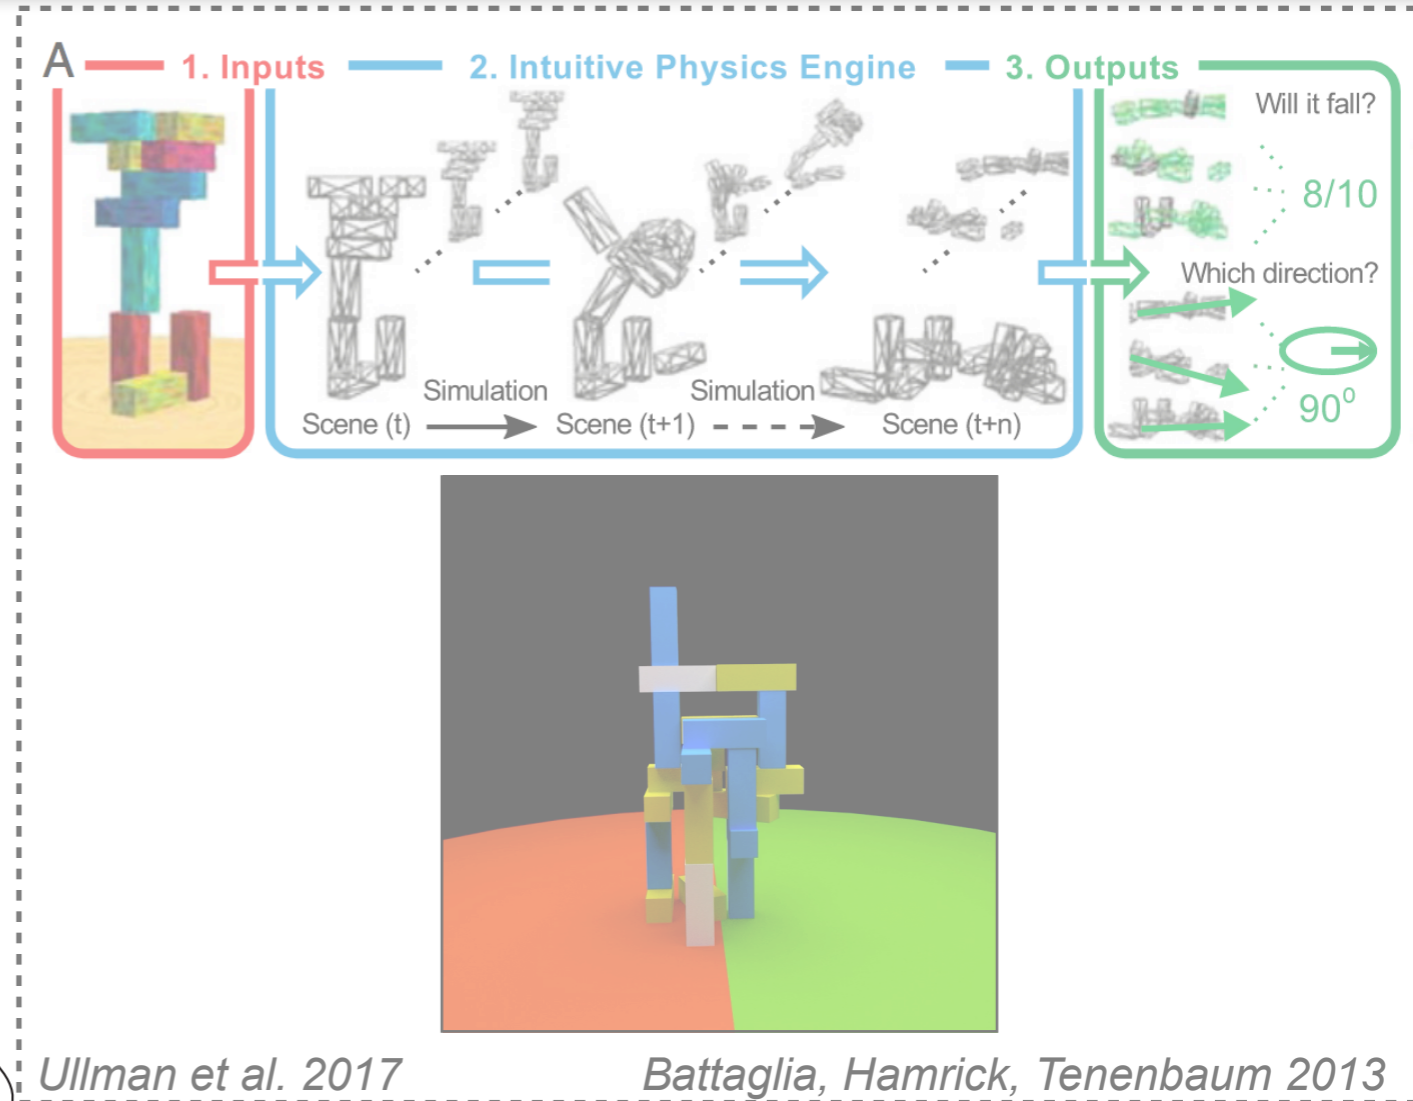 A
1. Inputs
2. Intuitive Physics Engine
3. Outputs
Will it fall?
8/10
Which direction?
90⁰
Simulation
Simulation
Scene (t)
Scene (t+1)
Scene (t+n)
Ullman et al. 2017
Battaglia, Hamrick, Tenenbaum 2013